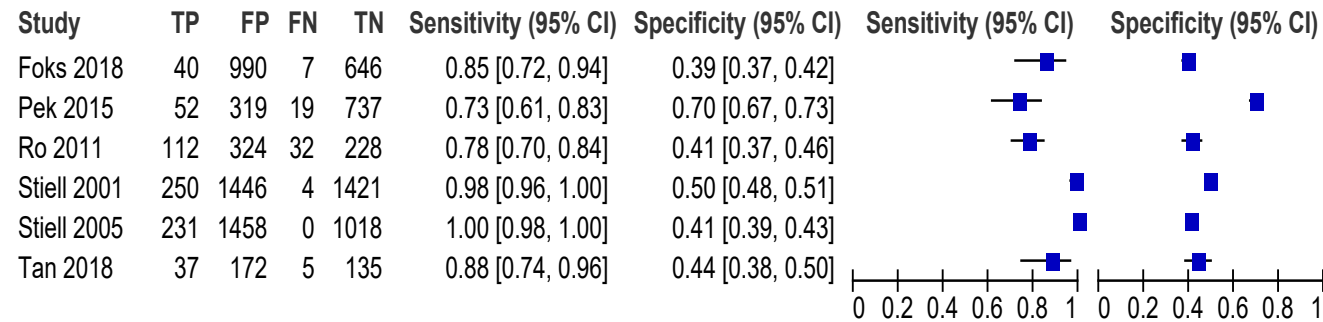 Study TP FP FN TN Sensitivity (95% CI) Specificity (95% CI) Sensitivity (95% CI) Specificity (95% CI)
Foks 2018 40 990 7 646 0.85 [0.72, 0.94] 0.39 [0.37, 0.42]
Pek 2015 52 319 19 737 0.73 [0.61, 0.83] 0.70 [0.67, 0.73]
Ro 2011 112 324 32 228 0.78 [0.70, 0.84] 0.41 [0.37, 0.46]
Stiell 2001 250 1446 4 1421 0.98 [0.96, 1.00] 0.50 [0.48, 0.51]
Stiell 2005 231 1458 0 1018 1.00 [0.98, 1.00] 0.41 [0.39, 0.43]
Tan 2018 37 172 5 135 0.88 [0.74, 0.96] 0.44 [0.38, 0.50]
0 0.2 0.4 0.6 0.8 1 0 0.2 0.4 0.6 0.8 1